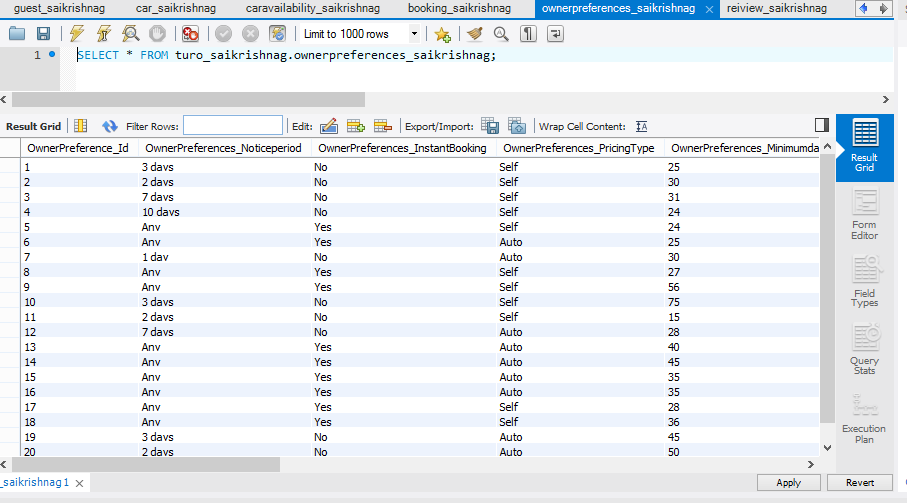 guest_saikrishnag car_saikrishnag caravailability_saikrishnag booking_saikrishnag ownerpreferences_saikrishnag reiview_saikrishnag
Limit to 1000 rows
1 SELECT * FROM turo_saikrishnag.ownerpreferences_saikrishnag;
Result Grid Filter Rows: Edit: Export/Import: Wrap Cell Content:
OwnerPreference_Id OwnerPreferences_Noticeperiod OwnerPreferences_InstantBooking OwnerPreferences_PricingType OwnerPreferences_Minimumda
1 3 days No Self 25
2 2 days No Self 30
3 7 days No Self 31
4 10 days No Self 24
5 Any Yes Self 24
6 Any Yes Auto 25
7 1 day No Auto 30
8 Any Yes Self 27
9 Any Yes Self 56
10 3 days No Self 75
11 2 days No Self 15
12 7 days No Auto 28
13 Any Yes Auto 40
14 Any Yes Auto 45
15 Any Yes Auto 35
16 Any Yes Auto 35
17 Any Yes Self 28
18 Any Yes Self 36
19 3 days No Auto 45
20 2 days No Auto 50
Result
Grid
Form
Editor
Field
Types
Query
Stats
Execution
Plan
_saikrishnag1
Apply Revert